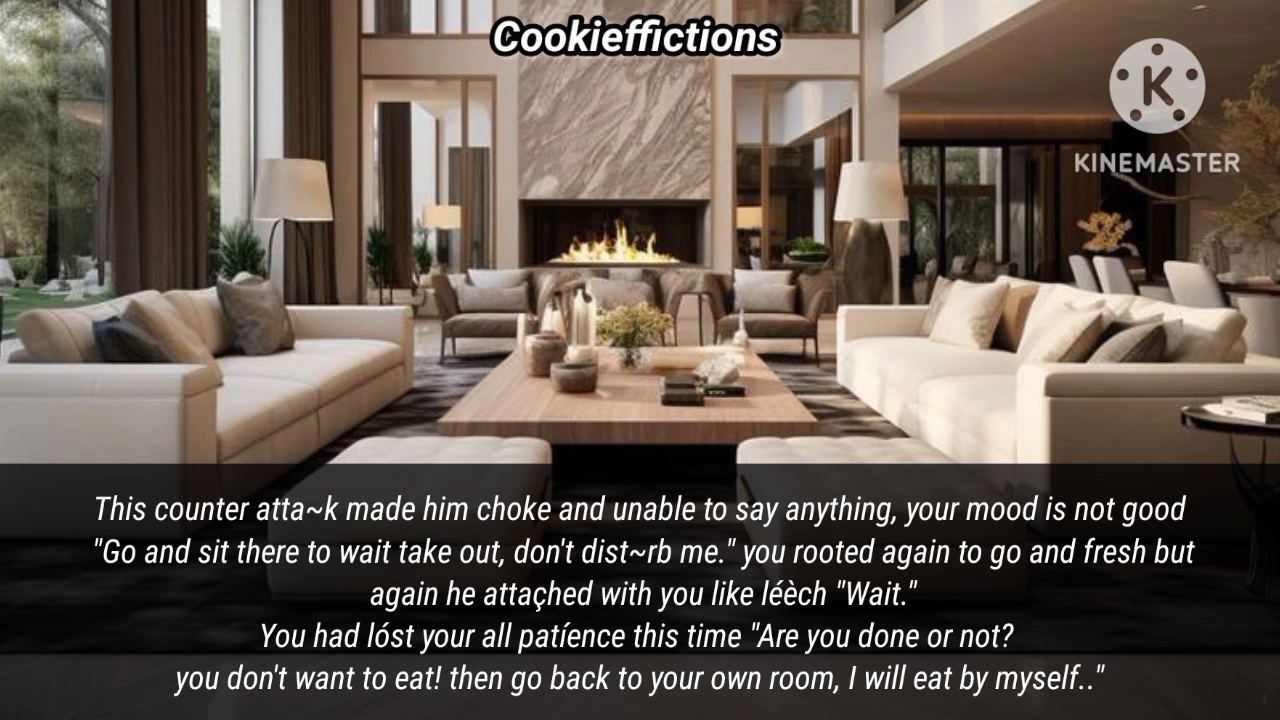 Cookieffictions
K
KINEMASTER
This counter atta~k made him choke and unable to say anything, your mood is not good
"Go and sit there to wait take out, don't dist~rb me." you rooted again to go and fresh but
again he attaçhed with you like léèch "Wait."
You had lóst your all patíence this time "Are you done or not?
you don't want to eat! then go back to your own room, I will eat by myself.."